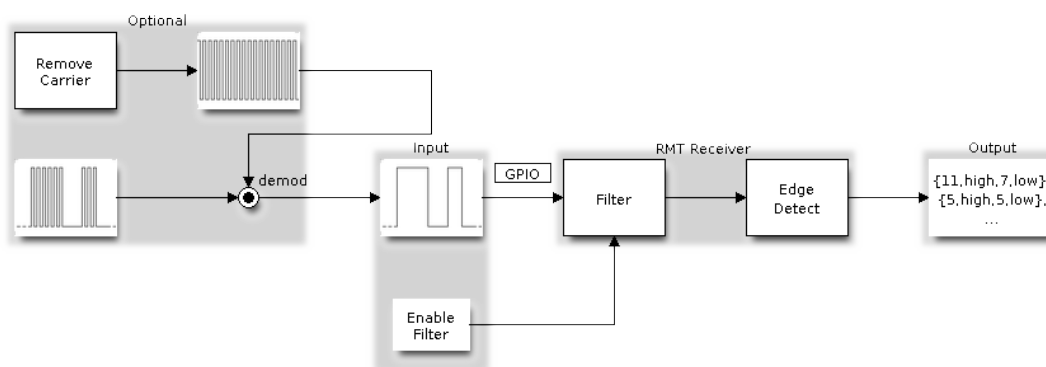 Optional
Remove
Carrier
demod
Input
GPIO
RMT Receiver
Filter
Edge
Detect
Output
{11,high,7,low}
{5,high,5,low},
...
Enable
Filter